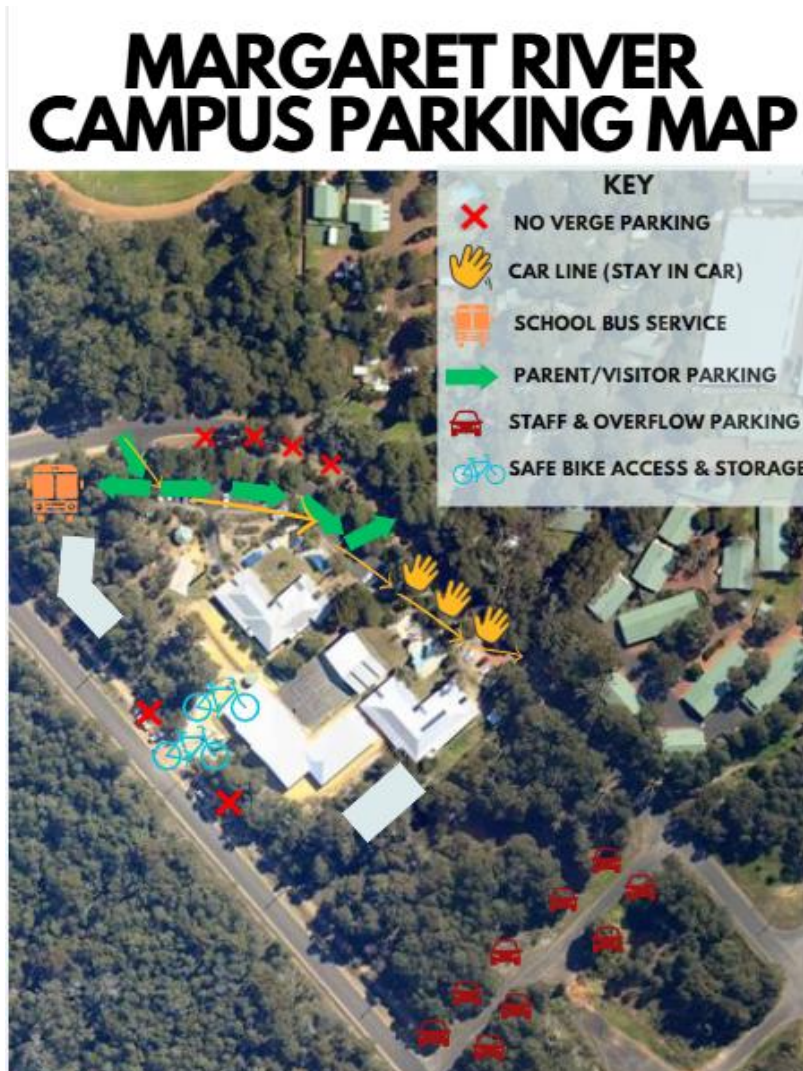 MARGARET RIVER
CAMPUS PARKING MAP
KEY
NO VERGE PARKING
CAR LINE (STAY IN CAR)
SCHOOL BUS SERVICE
PARENT/VISITOR PARKING
STAFF & OVERFLOW PARKING
SAFE BIKE ACCESS & STORAGE